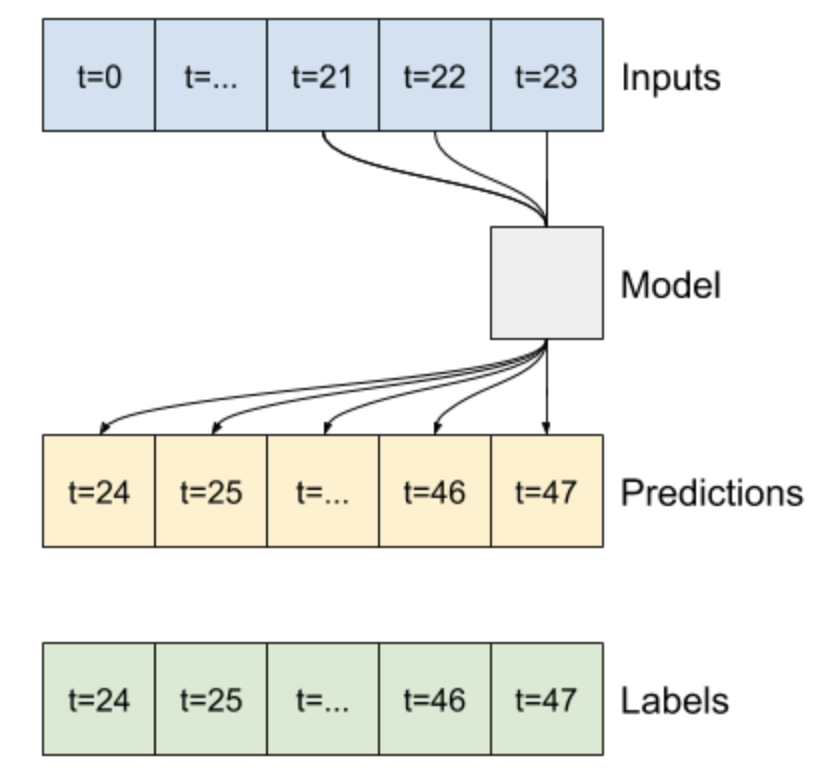 t=0 t=... t=21 t=22 t=23 Inputs
Model
t=24 t=25 t=... t=46 t=47 Predictions
t=24 t=25 t=... t=46 t=47 Labels